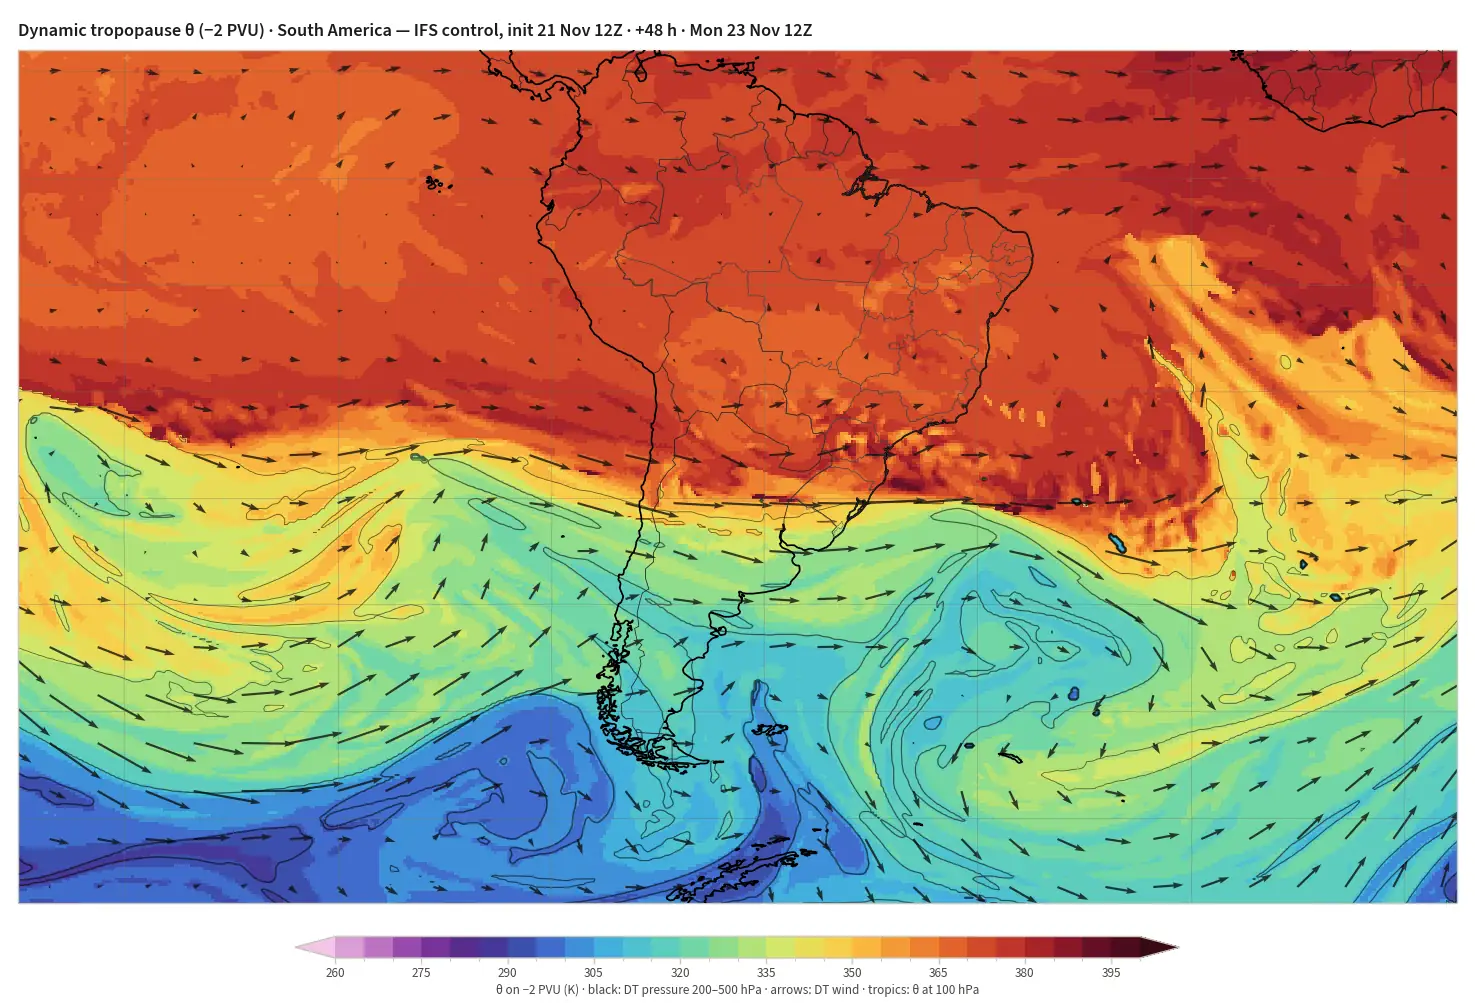 Dynamic tropopause θ (−2 PVU) · South America — IFS control, init 21 Nov 12Z · +48 h · Mon 23 Nov 12Z
260 275 290 305 320 335 350 365 380 395
θ on −2 PVU (K) · black: DT pressure 200–500 hPa · arrows: DT wind · tropics: θ at 100 hPa